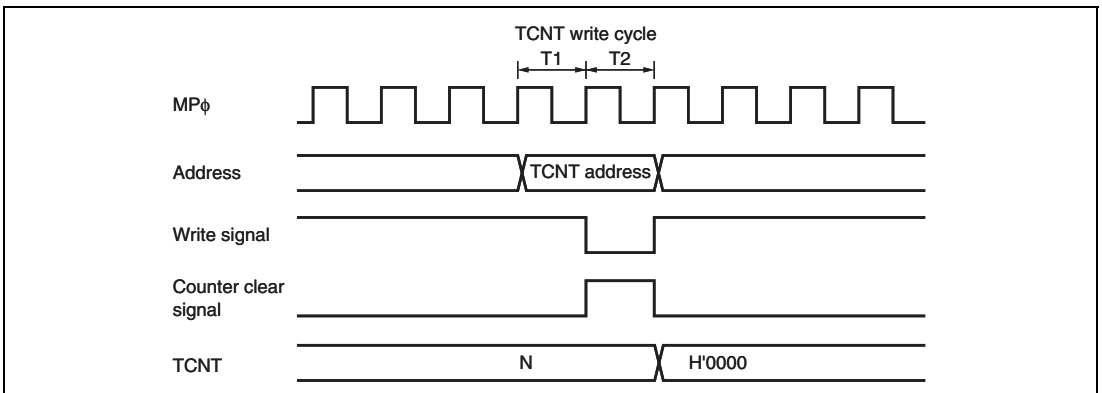 TCNT write cycle
T1 T2
MPϕ
Address
TCNT address
Write signal
Counter clear
signal
TCNT
N
H'0000